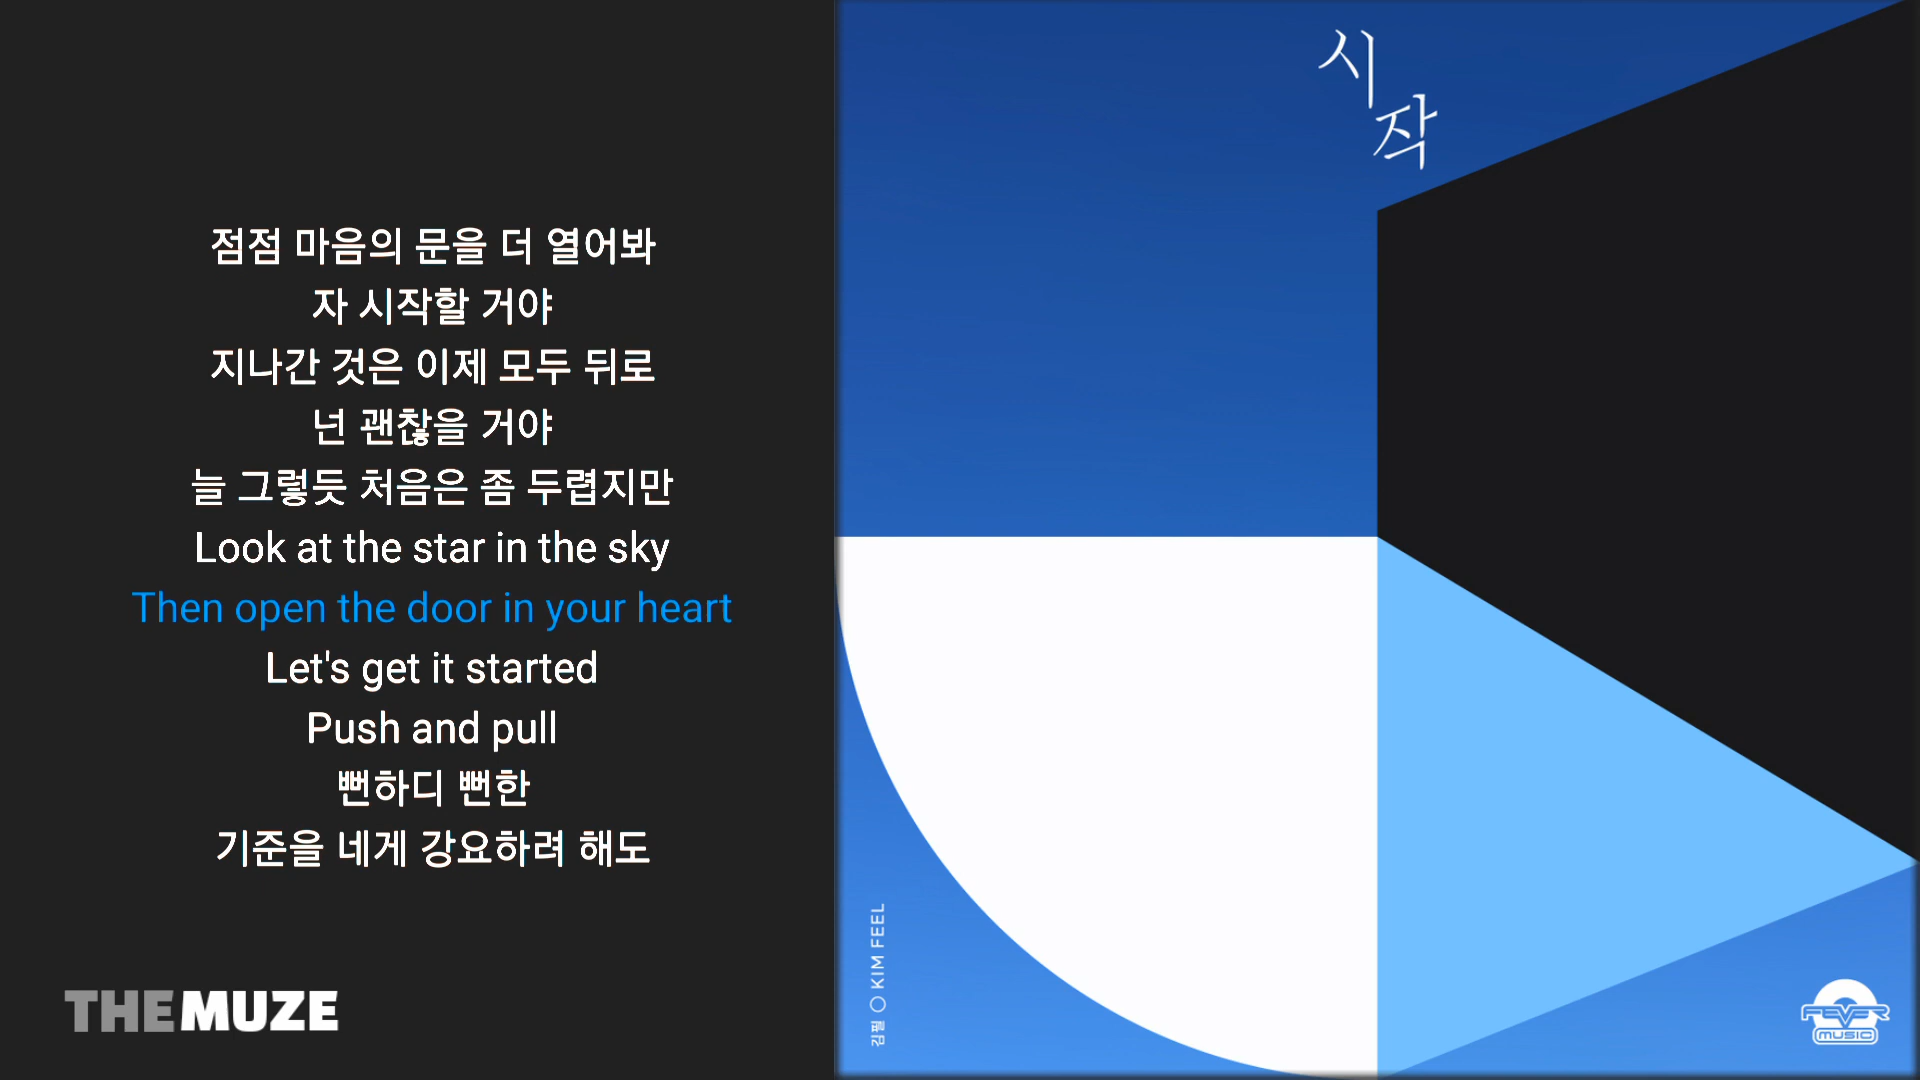 점점 마음의 문을 더 열어봐
자 시작할 거야
지나간 것은 이제 모두 뒤로
넌 괜찮을 거야
늘 그렇듯 처음은 좀 두렵지만
Look at the star in the sky
Then open the door in your heart
Let's get it started
Push and pull
뻔하디 뻔한
기준을 네게 강요하려 해도
THEMUZE
시작
김필 ○ KIM FEEL
FEVER
MUSIC